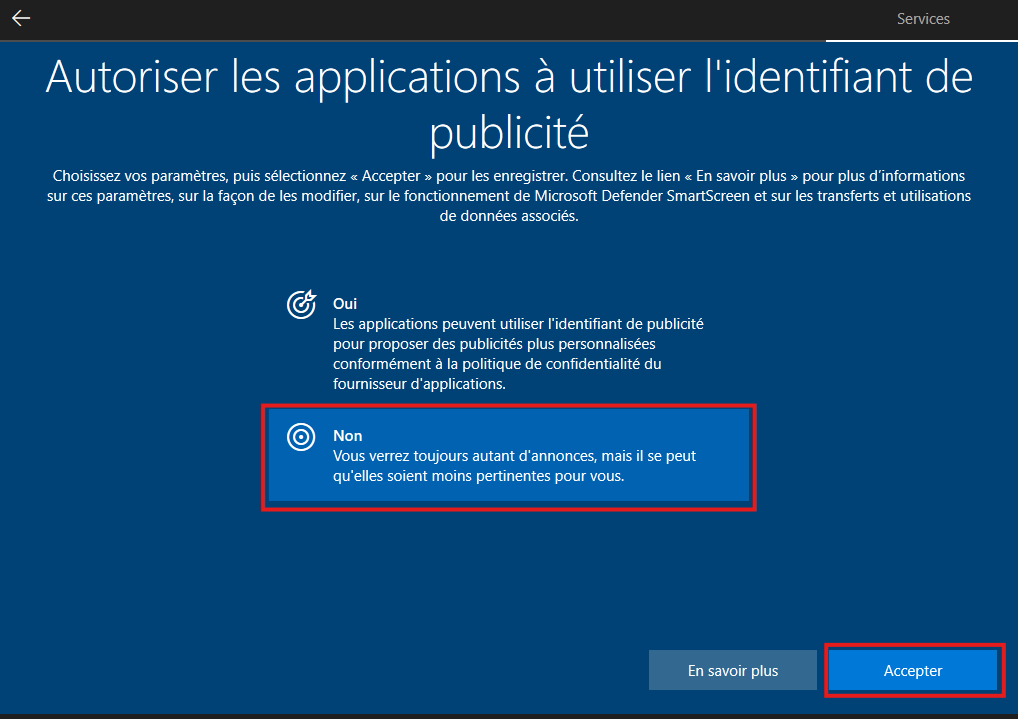 Services
Autoriser les applications à utiliser l'identifiant de
publicité
Choisissez vos paramètres, puis sélectionnez « Accepter » pour les enregistrer. Consultez le lien « En savoir plus » pour plus d'informations
sur ces paramètres, sur la façon de les modifier, sur le fonctionnement de Microsoft Defender SmartScreen et sur les transferts et utilisations
de données associés.
Oui
Les applications peuvent utiliser l'identifiant de publicité
pour proposer des publicités plus personnalisées
conformément à la politique de confidentialité du
fournisseur d'applications.
Non
Vous verrez toujours autant d'annonces, mais il se peut
qu'elles soient moins pertinentes pour vous.
En savoir plus
Accepter